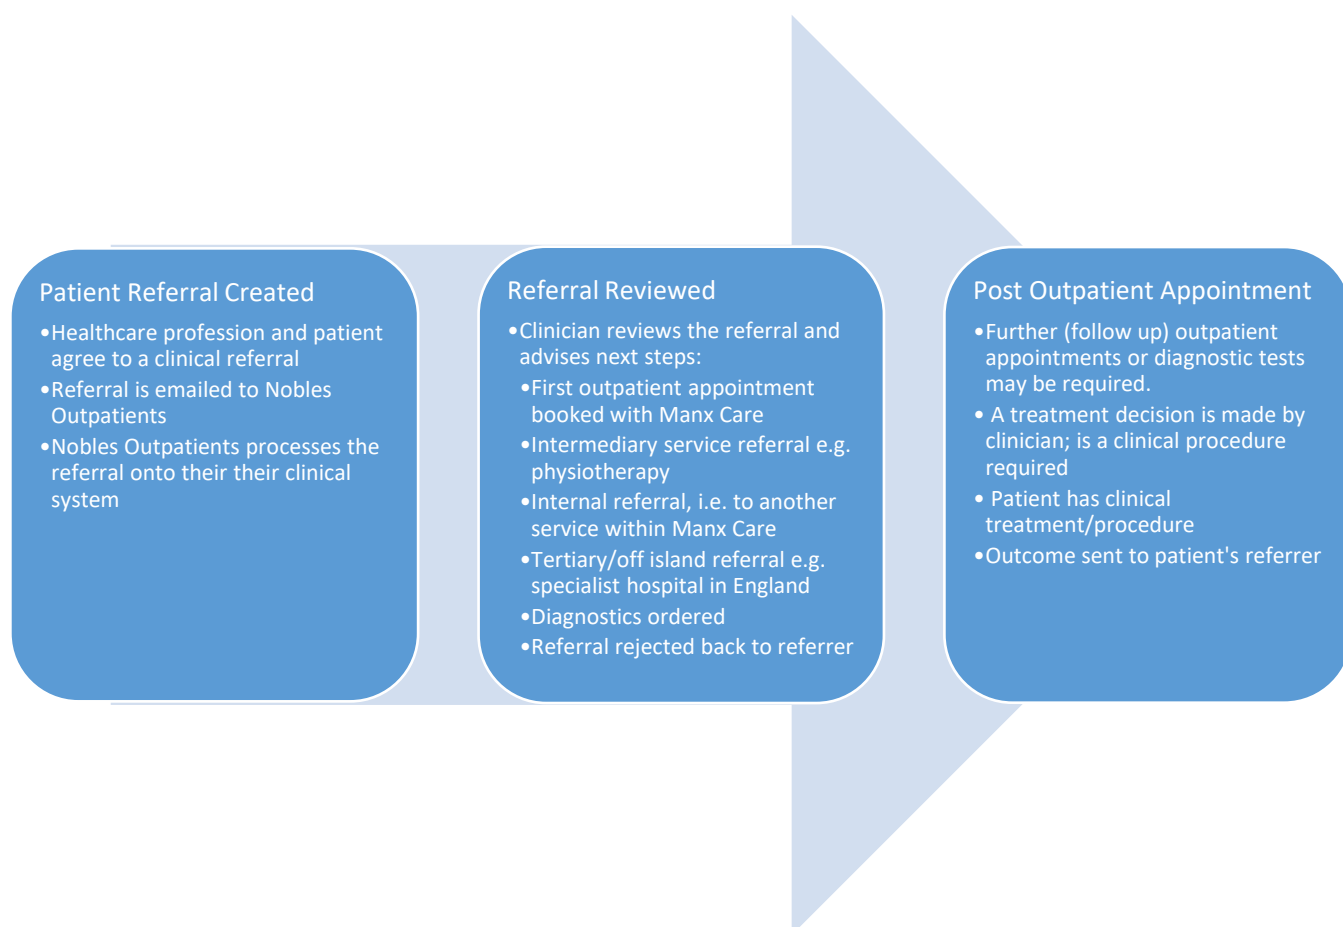 Patient Referral Created
•Healthcare profession and patient
agree to a clinical referral
•Referral is emailed to Nobles
Outpatients
•Nobles Outpatients processes the
referral onto their their clinical
system
Referral Reviewed
•Clinician reviews the referral and
advises next steps:
•First outpatient appointment
booked with Manx Care
•Intermediary service referral e.g.
physiotherapy
•Internal referral, i.e. to another
service within Manx Care
•Tertiary/off island referral e.g.
specialist hospital in England
•Diagnostics ordered
•Referral rejected back to referrer
Post Outpatient Appointment
•Further (follow up) outpatient
appointments or diagnostic tests
may be required.
• A treatment decision is made by
clinician; is a clinical procedure
required
• Patient has clinical
treatment/procedure
•Outcome sent to patient's referrer